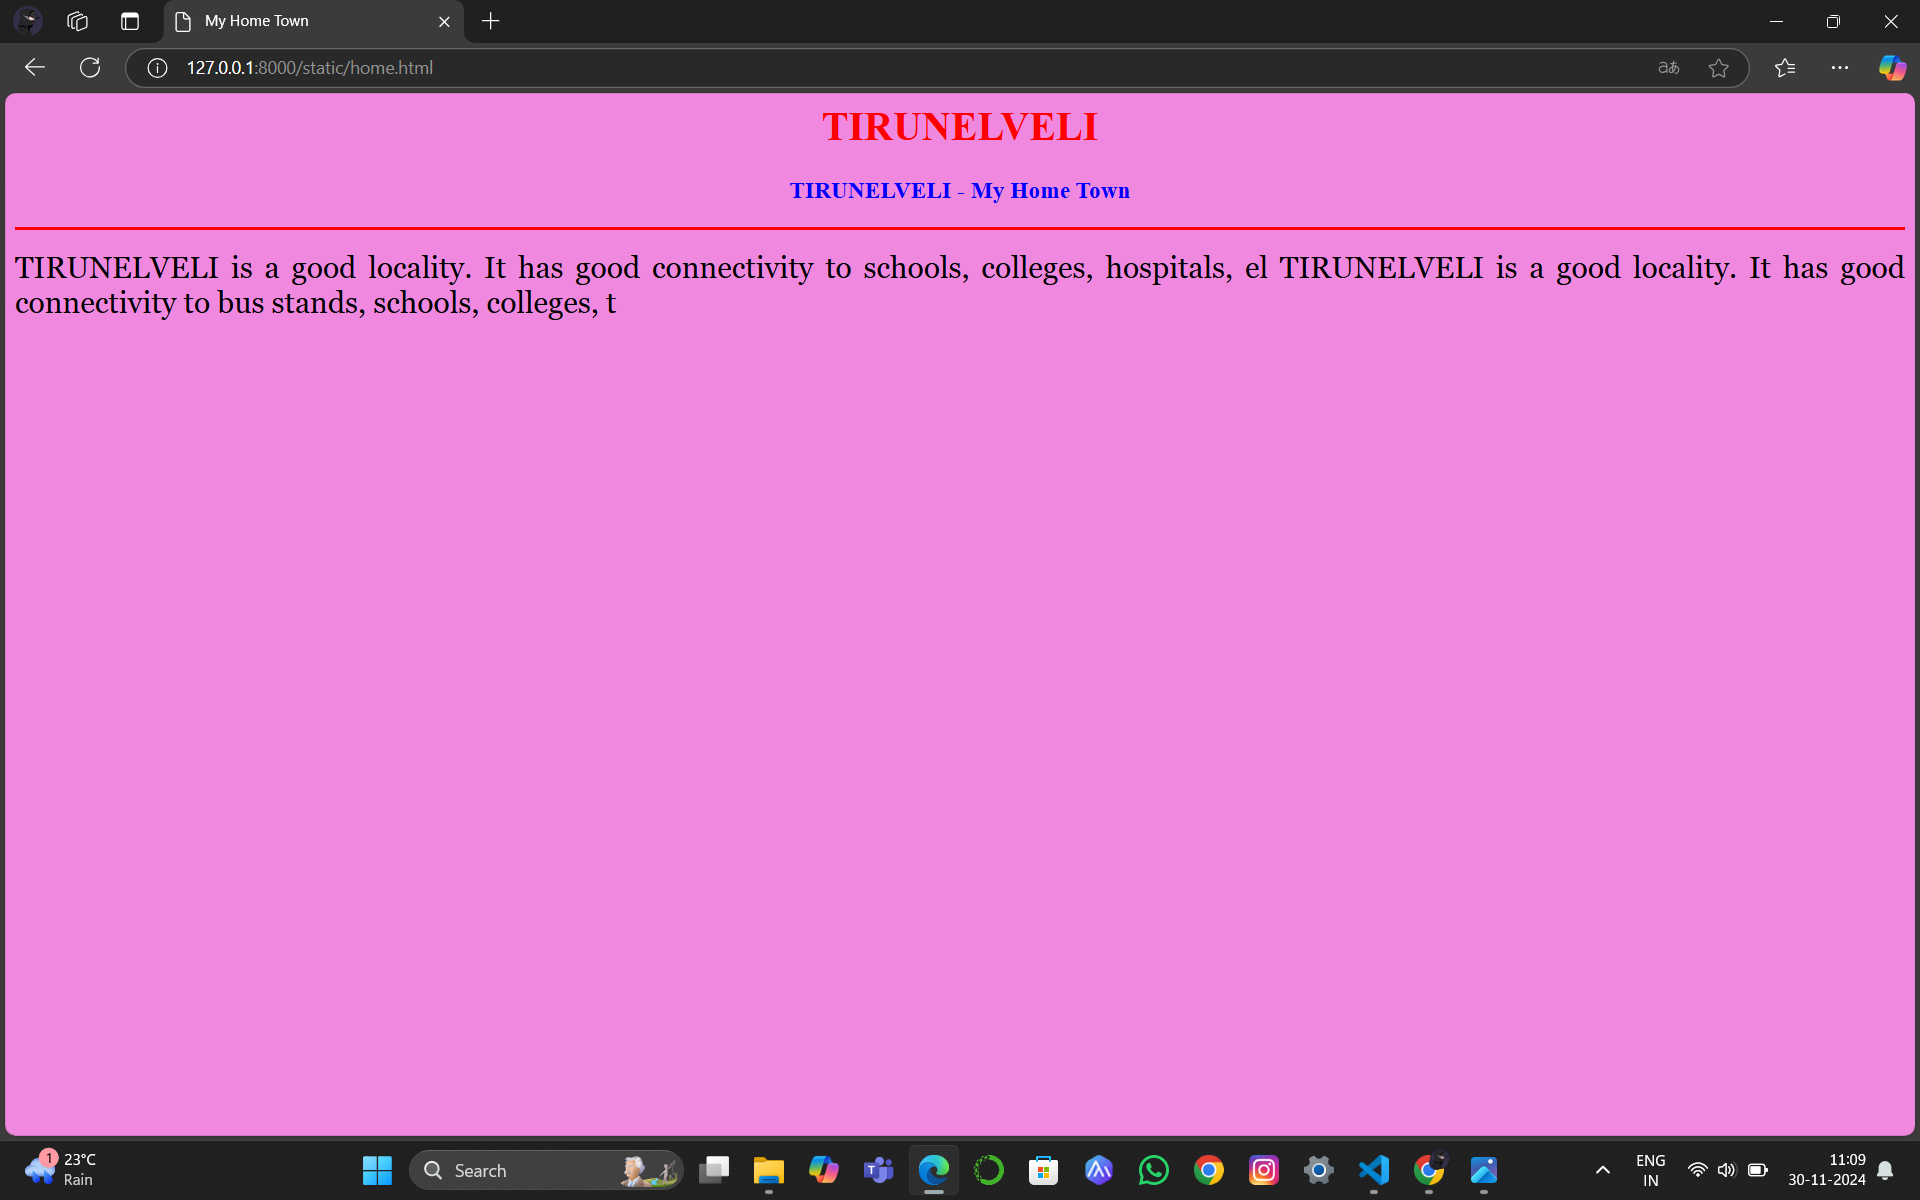 My Home Town
127.0.0.1:8000/static/home.html
aあ
TIRUNELVELI
TIRUNELVELI - My Home Town
TIRUNELVELI is a good locality. It has good connectivity to schools, colleges, hospitals, el TIRUNELVELI is a good locality. It has good
connectivity to bus stands, schools, colleges, t
1
23°C
Rain
Search
T
ENG
IN
11:09
30-11-2024